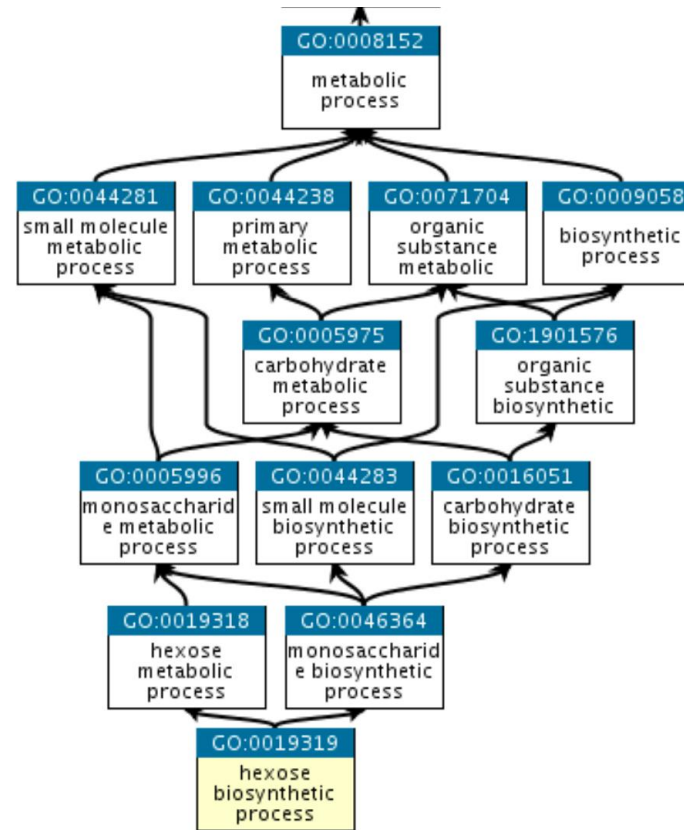 GO:0008152
metabolic
process
GO:0044281
small molecule
metabolic
process
GO:0044238
primary
metabolic
process
GO:0071704
organic
substance
metabolic
GO:0009058
biosynthetic
process
GO:0005975
carbohydrate
metabolic
process
GO:1901576
organic
substance
biosynthetic
GO:0005996
monosaccharid
e metabolic
process
GO:0044283
small molecule
biosynthetic
process
GO:0016051
carbohydrate
biosynthetic
process
GO:0019318
hexose
metabolic
process
GO:0046364
monosaccharid
e biosynthetic
process
GO:0019319
hexose
biosynthetic
process